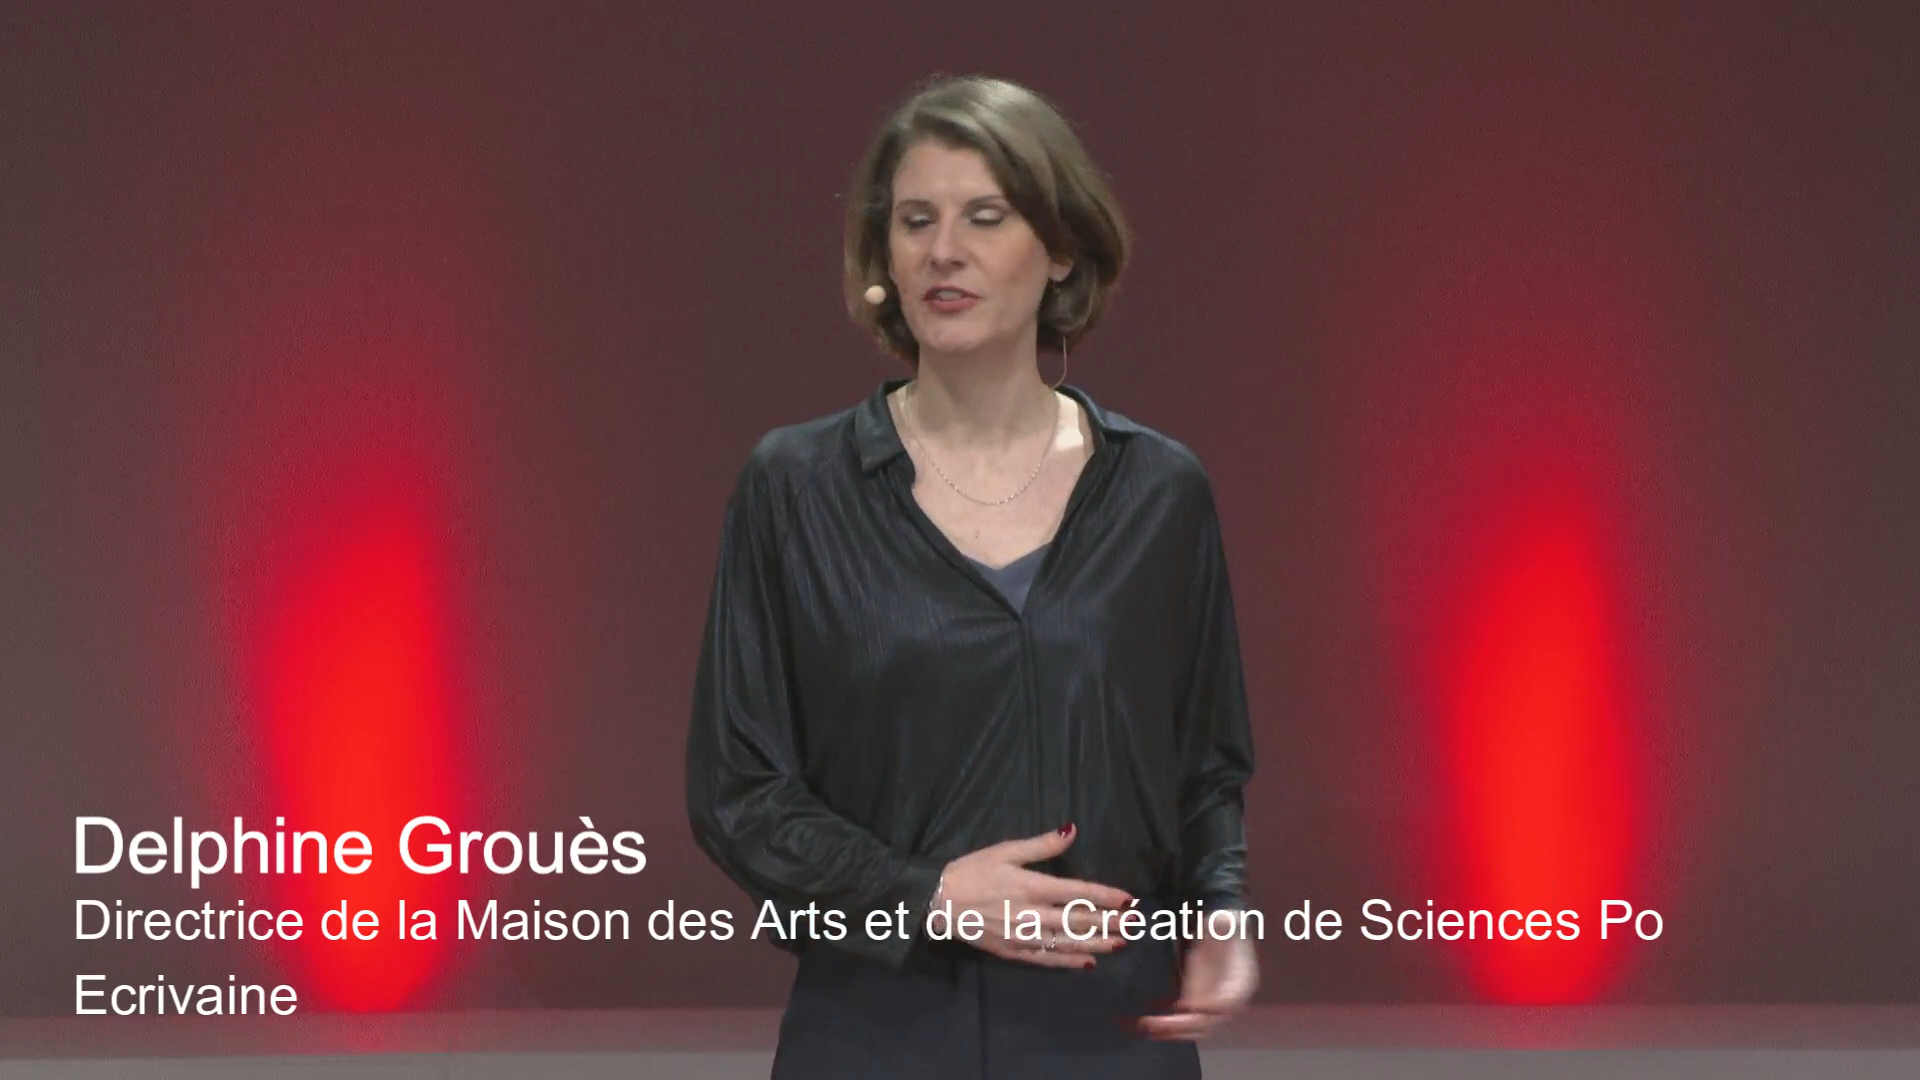 Delphine Grouès
Directrice de la Maison des Arts et de la Création de Sciences Po
Ecrivaine